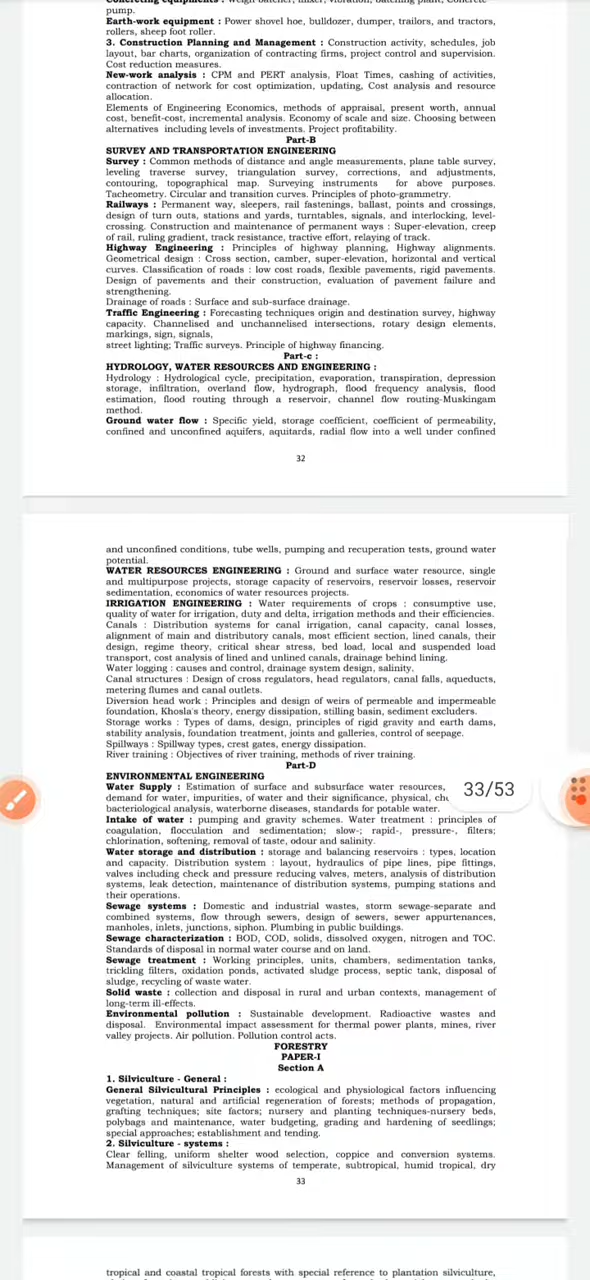 Concreting equipments : Weigh batcher, mixer, vibration, batching plant, Concrete
pump.
Earth-work equipment : Power shovel hoe, bulldozer, dumper, trailors, and tractors,
rollers, sheep foot roller.
3. Construction Planning and Management : Construction activity, schedules, job
layout, bar charts, organization of contracting firms, project control and supervision.
Cost reduction measures.
New-work analysis : CPM and PERT analysis, Float Times, cashing of activities,
contraction of network for cost optimization, updating, Cost analysis and resource
allocation.
Elements of Engineering Economics, methods of appraisal, present worth, annual
cost, benefit-cost, incremental analysis. Economy of scale and size. Choosing between
alternatives including levels of investments. Project profitability.
Part-B
SURVEY AND TRANSPORTATION ENGINEERING
Survey : Common methods of distance and angle measurements, plane table survey,
leveling traverse survey, triangulation survey, corrections, and adjustments,
contouring, topographical map. Surveying instruments for above purposes.
Tacheometry. Circular and transition curves. Principles of photo-grammetry.
Railways : Permanent way, sleepers, rail fastenings, ballast, points and crossings,
design of turn outs, stations and yards, turntables, signals, and interlocking, level-
crossing. Construction and maintenance of permanent ways : Super-elevation, creep
of rail, ruling gradient, track resistance, tractive effort, relaying of track.
Highway Engineering : Principles of highway planning, Highway alignments.
Geometrical design : Cross section, camber, super-elevation, horizontal and vertical
curves. Classification of roads : low cost roads, flexible pavements, rigid pavements.
Design of pavements and their construction, evaluation of pavement failure and
strengthening.
Drainage of roads : Surface and sub-surface drainage.
Traffic Engineering : Forecasting techniques origin and destination survey, highway
capacity. Channelised and unchannelised intersections, rotary design elements,
markings, sign, signals,
street lighting; Traffic surveys. Principle of highway financing.
Part-c :
HYDROLOGY, WATER RESOURCES AND ENGINEERING :
Hydrology : Hydrological cycle, precipitation, evaporation, transpiration, depression
storage, infiltration, overland flow, hydrograph, flood frequency analysis, flood
estimation, flood routing through a reservoir, channel flow routing-Muskingam
method.
Ground water flow : Specific yield, storage coefficient, coefficient of permeability,
confined and unconfined aquifers, aquitards, radial flow into a well under confined
32
and unconfined conditions, tube wells, pumping and recuperation tests, ground water
potential.
WATER RESOURCES ENGINEERING : Ground and surface water resource, single
and multipurpose projects, storage capacity of reservoirs, reservoir losses, reservoir
sedimentation, economics of water resources projects.
IRRIGATION ENGINEERING : Water requirements of crops : consumptive use,
quality of water for irrigation, duty and delta, irrigation methods and their efficiencies.
Canals : Distribution systems for canal irrigation, canal capacity, canal losses,
alignment of main and distributory canals, most efficient section, lined canals, their
design, regime theory, critical shear stress, bed load, local and suspended load
transport, cost analysis of lined and unlined canals, drainage behind lining.
Water logging : causes and control, drainage system design, salinity.
Canal structures : Design of cross regulators, head regulators, canal falls, aqueducts,
metering flumes and canal outlets.
Diversion head work : Principles and design of weirs of permeable and impermeable
foundation, Khosla's theory, energy dissipation, stilling basin, sediment excluders.
Storage works : Types of dams, design, principles of rigid gravity and earth dams,
stability analysis, foundation treatment, joints and galleries, control of seepage.
Spillways : Spillway types, crest gates, energy dissipation.
River training : Objectives of river training, methods of river training.
Part-D
ENVIRONMENTAL ENGINEERING
Water Supply : Estimation of surface and subsurface water resources,
demand for water, impurities, of water and their significance, physical, che
bacteriological analysis, waterborne diseases, standards for potable water.
33/53
Intake of water : pumping and gravity schemes. Water treatment : principles of
coagulation, flocculation and sedimentation; slow-; rapid-, pressure-, filters;
chlorination, softening, removal of taste, odour and salinity.
Water storage and distribution : storage and balancing reservoirs : types, location
and capacity. Distribution system : layout, hydraulics of pipe lines, pipe fittings,
valves including check and pressure reducing valves, meters, analysis of distribution
systems, leak detection, maintenance of distribution systems, pumping stations and
their operations.
Sewage systems : Domestic and industrial wastes, storm sewage-separate and
combined systems, flow through sewers, design of sewers, sewer appurtenances,
manholes, inlets, junctions, siphon. Plumbing in public buildings.
Sewage characterization : BOD, COD, solids, dissolved oxygen, nitrogen and TOC.
Standards of disposal in normal water course and on land.
Sewage treatment : Working principles, units, chambers, sedimentation tanks,
trickling filters, oxidation ponds, activated sludge process, septic tank, disposal of
sludge, recycling of waste water.
Solid waste : collection and disposal in rural and urban contexts, management of
long-term ill-effects.
Environmental pollution : Sustainable development. Radioactive wastes and
disposal. Environmental impact assessment for thermal power plants, mines, river
valley projects. Air pollution. Pollution control acts.
FORESTRY
PAPER-I
Section A
1. Silviculture - General :
General Silvicultural Principles : ecological and physiological factors influencing
vegetation, natural and artificial regeneration of forests; methods of propagation,
grafting techniques; site factors; nursery and planting techniques-nursery beds,
polybags and maintenance, water budgeting, grading and hardening of seedlings;
special approaches; establishment and tending.
2. Silviculture - systems :
Clear felling, uniform shelter wood selection, coppice and conversion systems.
Management of silviculture systems of temperate, subtropical, humid tropical, dry
33
tropical and coastal tropical forests with special reference to plantation silviculture,